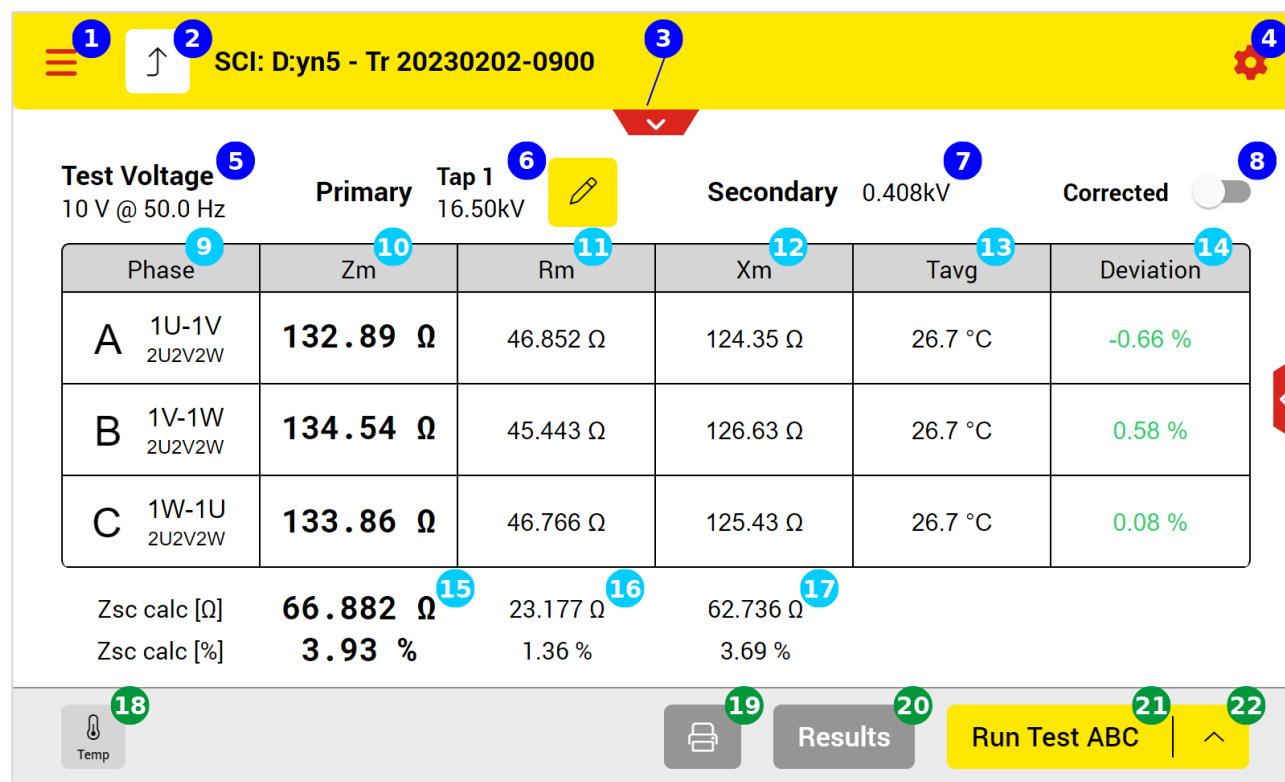 1 2 3 4
SCI: D:yn5 - Tr 20230202-0900
5 6 7 8
Test Voltage
10 V @ 50.0 Hz
Primary
Tap 1
16.50kV
Secondary 0.408kV
Corrected
9 10 11 12 13 14
Phase Zm Rm Xm Tavg Deviation
A 1U-1V 132.89 Ω 46.852 Ω 124.35 Ω 26.7 °C -0.66 %
2U2V2W
B 1V-1W 134.54 Ω 45.443 Ω 126.63 Ω 26.7 °C 0.58 %
2U2V2W
C 1W-1U 133.86 Ω 46.766 Ω 125.43 Ω 26.7 °C 0.08 %
2U2V2W
15 16 17
Zsc calc [Ω] 66.882 Ω 23.177 Ω 62.736 Ω
Zsc calc [%] 3.93 % 1.36 % 3.69 %
18 19 20 21 22
Temp
Results
Run Test ABC